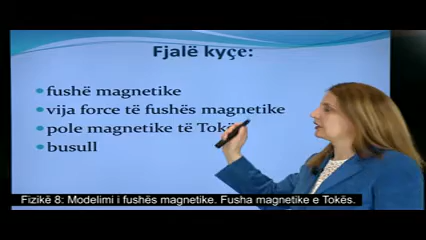 Fjalë kyçe:
fushë magnetike
vija force të fushës magnetike
pole magnetike të Tokës
busull
Fizikë 8: Modelimi i fushës magnetike. Fusha magnetike e Tokës.